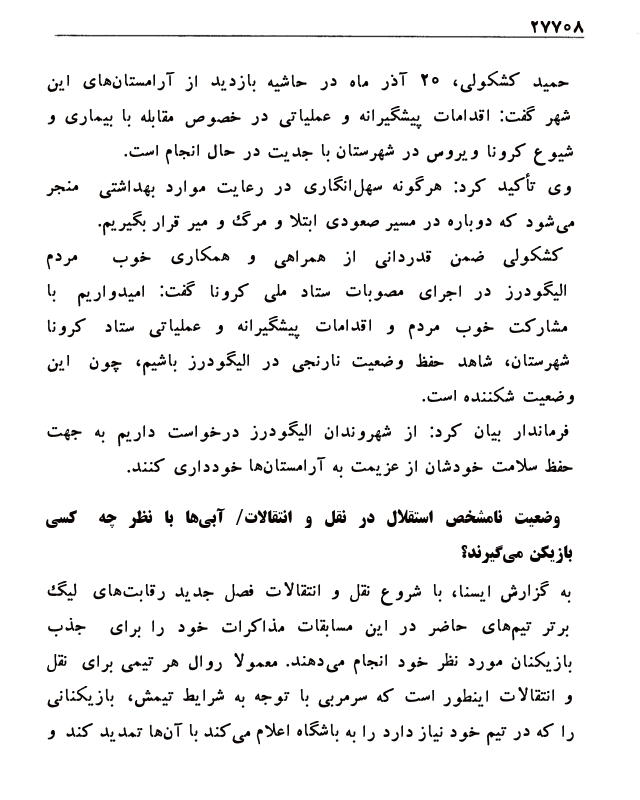 ۲۷۷۰۸
حمید کشکولی، ۲۰ آذر ماه در حاشیه بازدید از آرامستان‌های این
شهر گفت: اقدامات پیشگیرانه و عملیاتی در خصوص مقابله با بیماری و
شیوع کرونا ویروس در شهرستان با جدیت در حال انجام است.
وی تأکید کرد: هرگونه سهل‌انگاری در رعایت موارد بهداشتی منجر
می‌شود که دوباره در مسیر صعودی ابتلا و مرگ و میر قرار بگیریم.
کشکولی ضمن قدردانی از همراهی و همکاری خوب مردم
الیگودرز در اجرای مصوبات ستاد ملی کرونا گفت: امیدواریم با
مشارکت خوب مردم و اقدامات پیشگیرانه و عملیاتی ستاد کرونا
شهرستان، شاهد حفظ وضعیت نارنجی در الیگودرز باشیم، چون این
وضعیت شکننده است.
فرماندار بیان کرد: از شهروندان الیگودرز درخواست داریم به جهت
حفظ سلامت خودشان از عزیمت به آرامستان‌ها خودداری کنند.
وضعیت نامشخص استقلال در نقل و انتقالات/ آبی‌ها با نظر چه کسی
بازیکن می‌گیرند؟
به گزارش ایسنا، با شروع نقل و انتقالات فصل جدید رقابت‌های لیگ
برتر تیم‌های حاضر در این مسابقات مذاکرات خود را برای جذب
بازیکنان مورد نظر خود انجام می‌دهند. معمولا روال هر تیمی برای نقل
و انتقالات اینطور است که سرمربی با توجه به شرایط تیمش، بازیکنانی
را که در تیم خود نیاز دارد را به باشگاه اعلام می‌کند با آن‌ها تمدید کند و